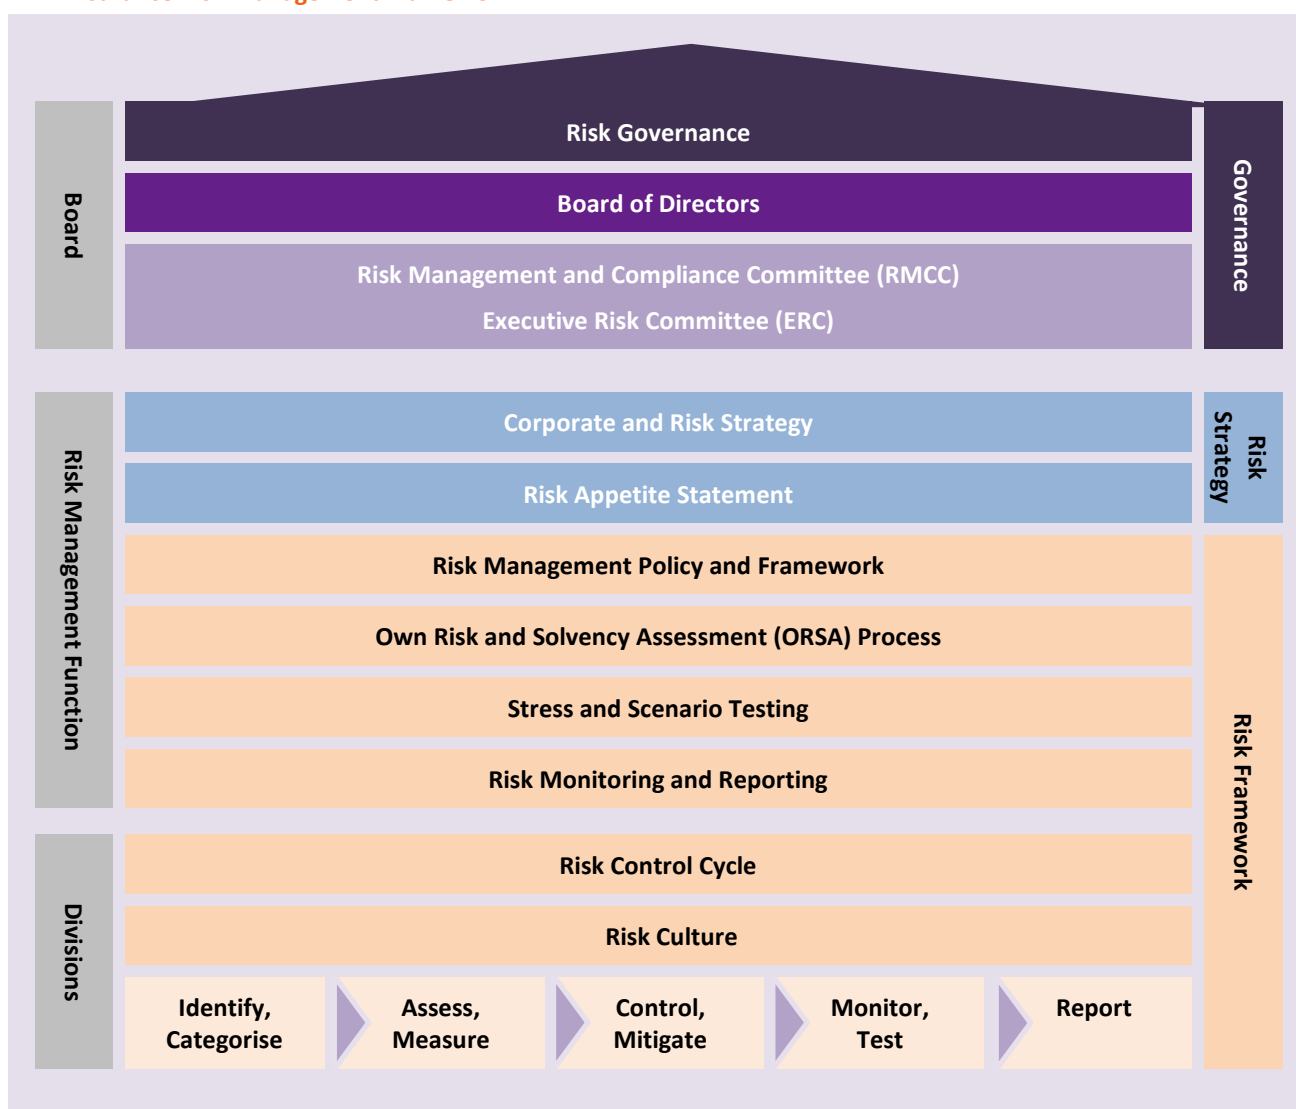 Risk Governance
Board of Directors
Risk Management and Compliance Committee (RMCC)
Executive Risk Committee (ERC)
Board
Governance
Corporate and Risk Strategy
Risk Appetite Statement
Risk
Strategy
Risk Management Policy and Framework
Own Risk and Solvency Assessment (ORSA) Process
Stress and Scenario Testing
Risk Monitoring and Reporting
Risk Management Function
Risk Control Cycle
Risk Culture
Identify,
Categorise
Assess,
Measure
Control,
Mitigate
Monitor,
Test
Report
Divisions
Risk Framework